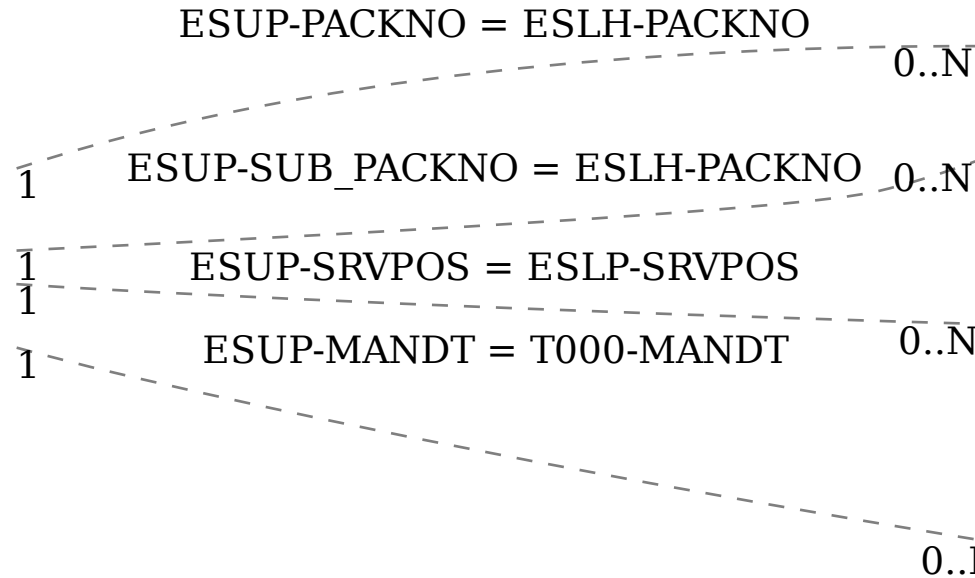 ESUP-PACKNO = ESLH-PACKNO
0..N
1
ESUP-SUB_PACKNO = ESLH-PACKNO
0..N
1
ESUP-SRVPOS = ESLP-SRVPOS
1
0..N
1
ESUP-MANDT = T000-MANDT
0..